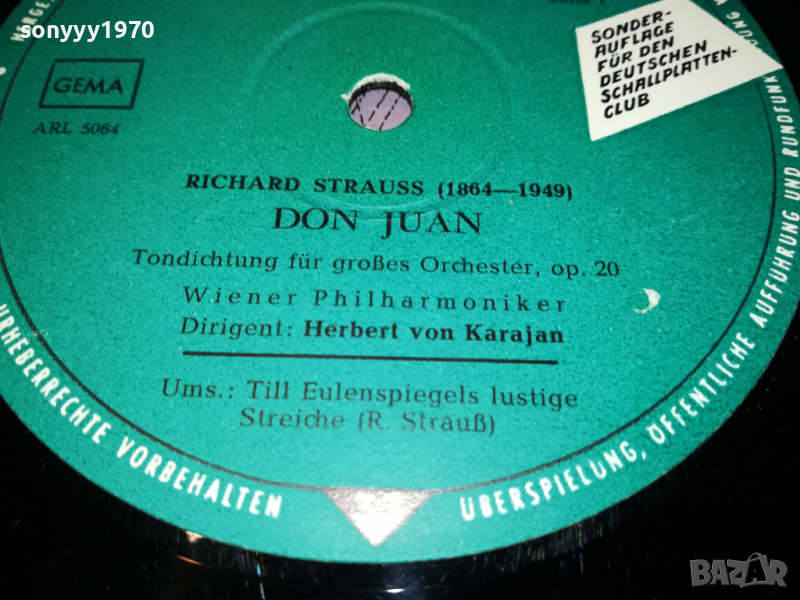 sonyyy1970
GEMA
ARL 5064
SONDER-
AUFLAGE
FÜR DEN
DEUTSCHEN
SCHALLPLATTEN-
CLUB
RICHARD STRAUSS (1864—1949)
DON JUAN
Tondichtung für großes Orchester, op. 20
Wiener Philharmoniker
Dirigent: Herbert von Karajan
Ums.: Till Eulenspiegels lustige
Streiche (R. Strauß)
URHEBERRECHTE VORBEHALTEN
ÜBERSPIELUNG, ÖFFENTLICHE AUFFÜHRUNG UND RUNDFUNK
BAZAR